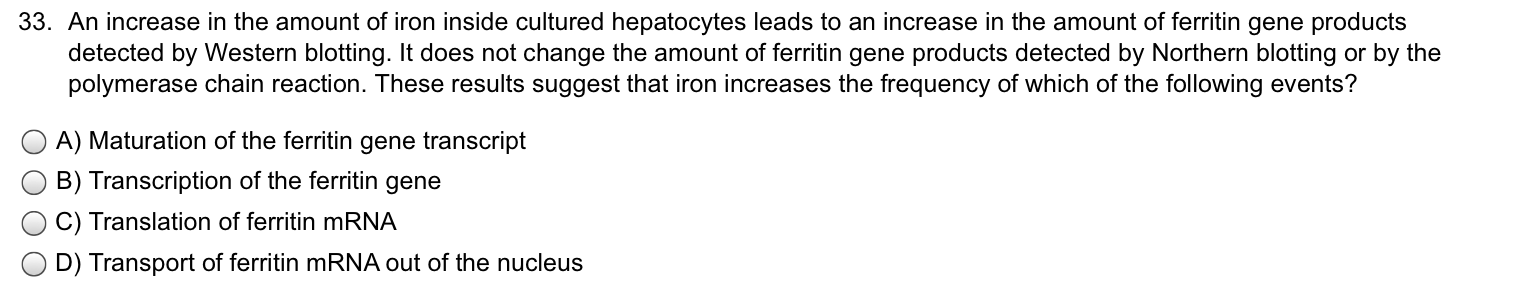 33. An increase in the amount of iron inside cultured hepatocytes leads to an increase in the amount of ferritin gene products
detected by Western blotting. It does not change the amount of ferritin gene products detected by Northern blotting or by the
polymerase chain reaction. These results suggest that iron increases the frequency of which of the following events?
A) Maturation of the ferritin gene transcript
B) Transcription of the ferritin gene
C) Translation of ferritin mRNA
D) Transport of ferritin mRNA out of the nucleus